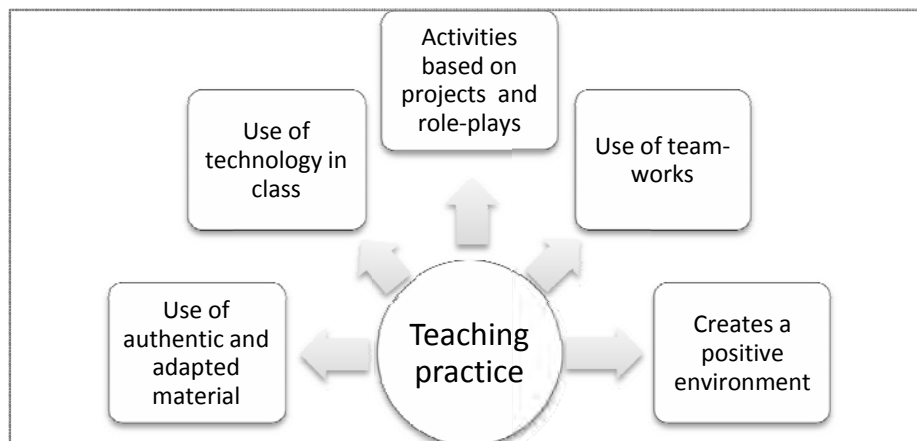 Activities
based on
projects and
role-plays
Use of
technology in
class
Use of team-
works
Use of
authentic and
adapted
material
Teaching
practice
Creates a
positive
environment